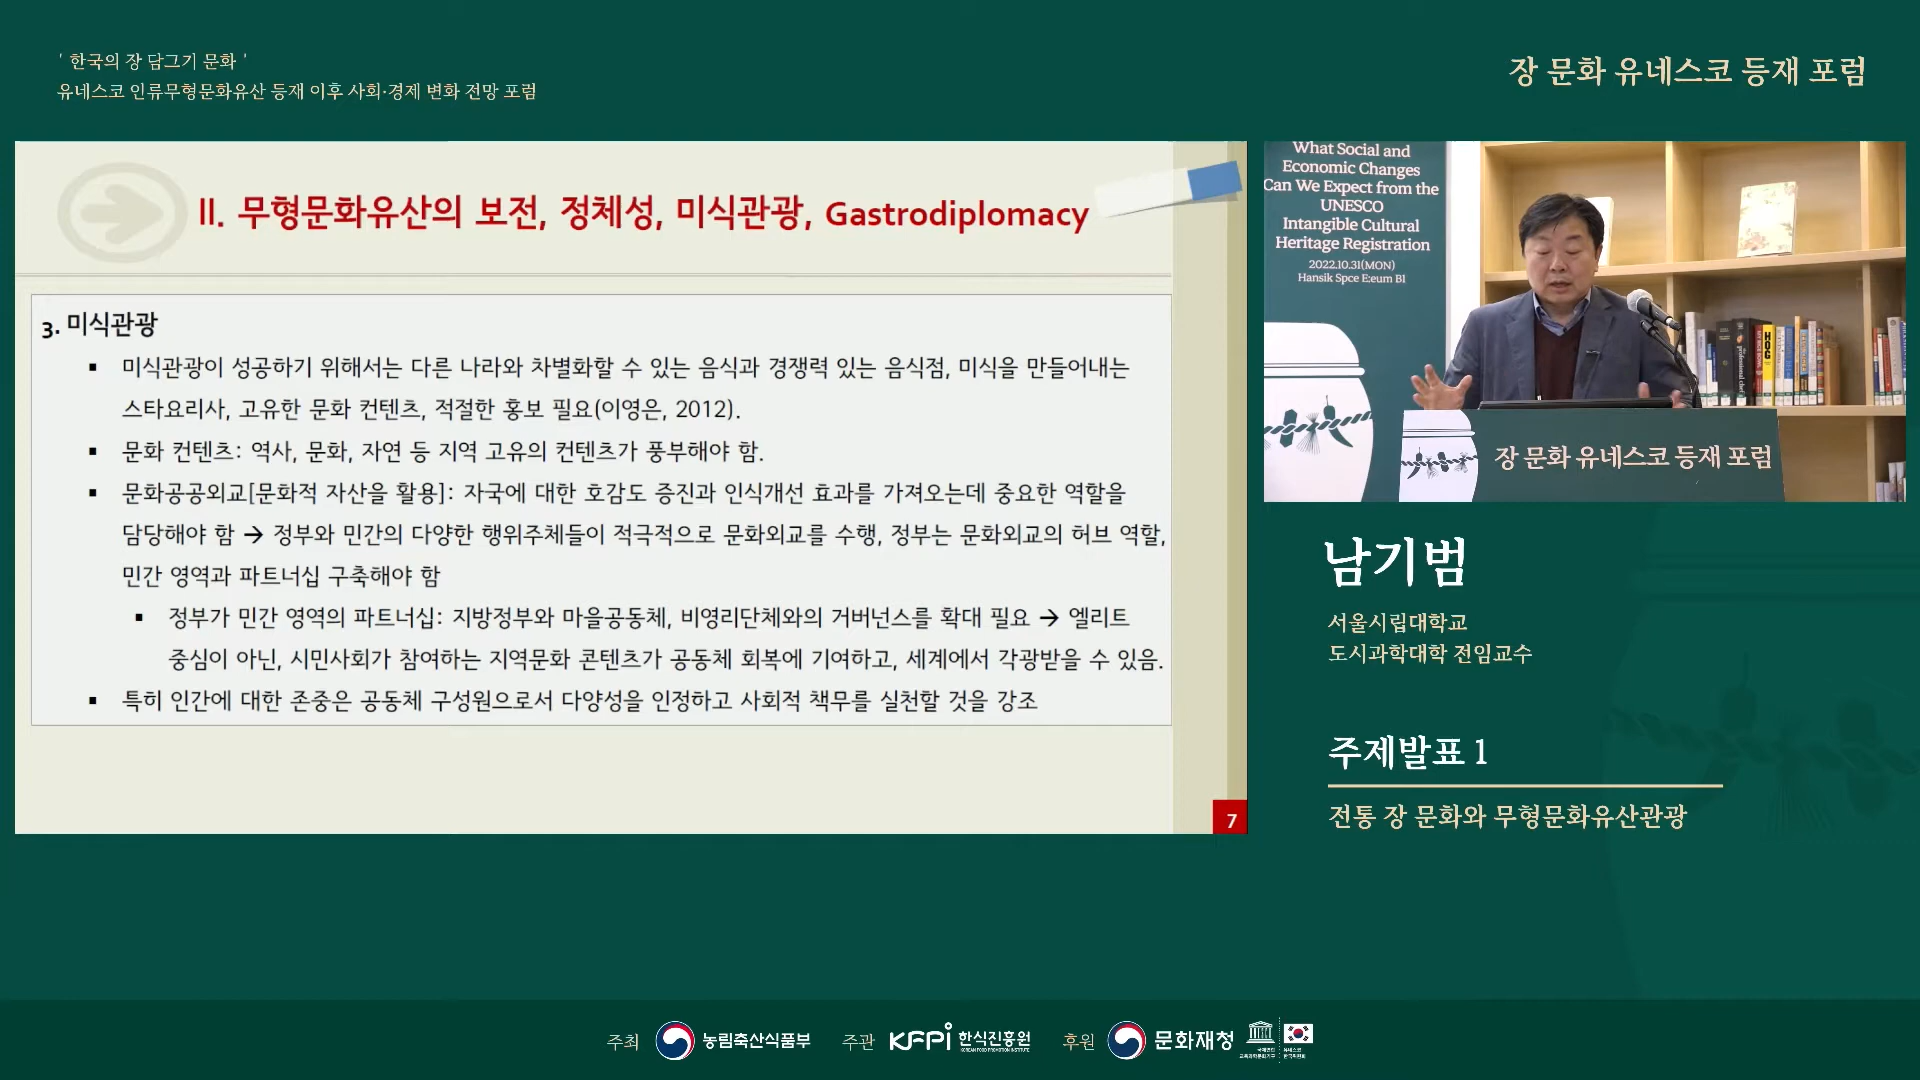 ' 한국의 장 담그기 문화 '
유네스코 인류무형문화유산 등재 이후 사회·경제 변화 전망 포럼
장 문화 유네스코 등재 포럼
II. 무형문화유산의 보전, 정체성, 미식관광, Gastrodiplomacy
3. 미식관광
▪ 미식관광이 성공하기 위해서는 다른 나라와 차별화할 수 있는 음식과 경쟁력 있는 음식점, 미식을 만들어내는
스타요리사, 고유한 문화 컨텐츠, 적절한 홍보 필요(이영은, 2012).
▪ 문화 컨텐츠: 역사, 문화, 자연 등 지역 고유의 컨텐츠가 풍부해야 함.
▪ 문화공공외교[문화적 자산을 활용]: 자국에 대한 호감도 증진과 인식개선 효과를 가져오는데 중요한 역할을
담당해야 함 → 정부와 민간의 다양한 행위주체들이 적극적으로 문화외교를 수행, 정부는 문화외교의 허브 역할,
민간 영역과 파트너십 구축해야 함
▪ 정부가 민간 영역의 파트너십: 지방정부와 마을공동체, 비영리단체와의 거버넌스를 확대 필요 → 엘리트
중심이 아닌, 시민사회가 참여하는 지역문화 콘텐츠가 공동체 회복에 기여하고, 세계에서 각광받을 수 있음.
▪ 특히 인간에 대한 존중은 공동체 구성원으로서 다양성을 인정하고 사회적 책무를 실천할 것을 강조
7
What Social and
Economic Changes
Can We Expect from the
UNESCO
Intangible Cultural
Heritage Registration
2022.10.31(MON)
Hansik Spce E:eum B1
HOG
장 문화 유네스코 등재 포럼
남기범
서울시립대학교
도시과학대학 전임교수
주제발표 1
전통 장 문화와 무형문화유산관광
주최 농림축산식품부 주관 KFPI 한식진흥원 후원 문화재청
KOREAN FOOD PROMOTION INSTITUTE